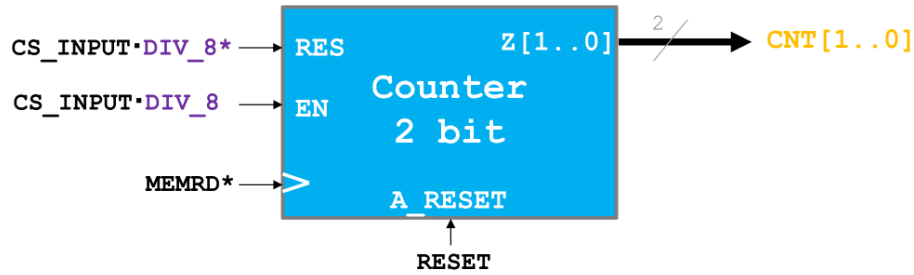 CS_INPUT·DIV_8*
RES
Z[1..0]
2
CNT[1..0]
CS_INPUT·DIV_8
EN
Counter
2 bit
MEMRD*
>
A_RESET
RESET